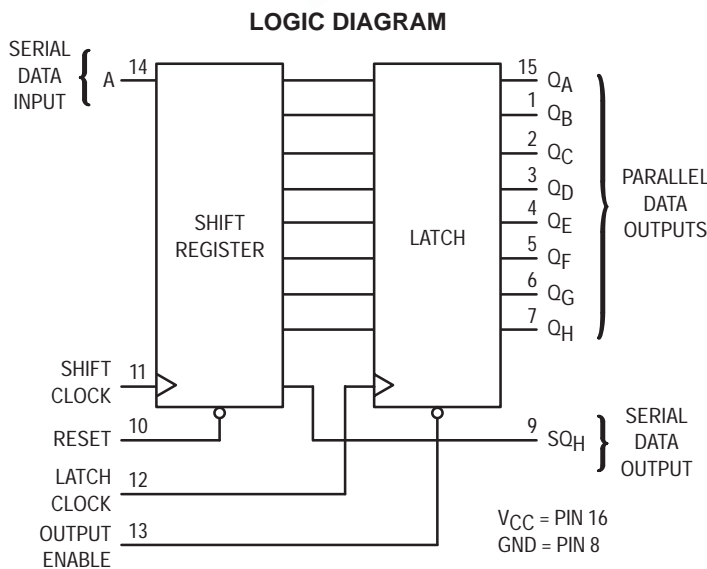 LOGIC DIAGRAM
SERIAL
DATA
INPUT
A
14
SHIFT
REGISTER
LATCH
15
QA
1
QB
2
QC
3
QD
4
QE
5
QF
6
QG
7
QH
PARALLEL
DATA
OUTPUTS
SHIFT
CLOCK
11
RESET
10
LATCH
CLOCK
12
OUTPUT
ENABLE
13
9
SQH
SERIAL
DATA
OUTPUT
VCC = PIN 16
GND = PIN 8